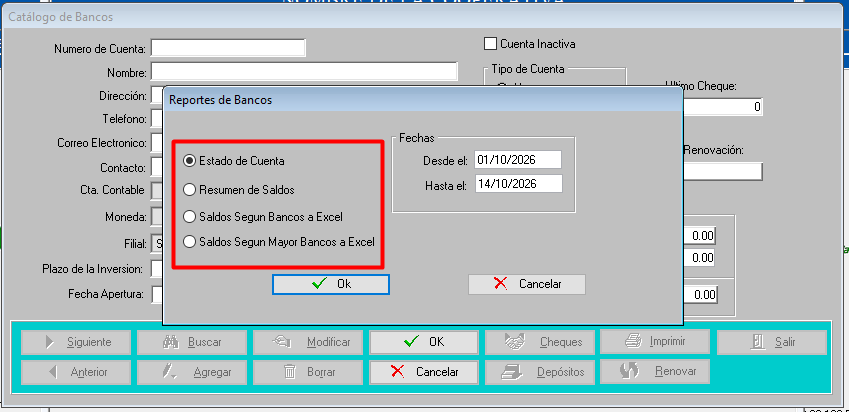 Catálogo de Bancos
Numero de Cuenta:
Cuenta Inactiva
Nombre:
Tipo de Cuenta
Dirección:
Ultimo Cheque:
Reportes de Bancos
0
Telefono:
Fechas
Correo Electronico:
Renovación:
Estado de Cuenta
Desde el: 01/10/2026
Contacto:
Hasta el: 14/10/2026
Cta. Contable
Resumen de Saldos
Moneda:
Saldos Segun Bancos a Excel
Filial: S
Saldos Segun Mayor Bancos a Excel
0.00
0.00
Plazo de la Inversion:
Ok
Cancelar
Fecha Apertura:
0.00
Siguiente
Buscar
Modificar
OK
Cheques
Imprimir
Salir
Anterior
Agregar
Borrar
Cancelar
Depósitos
Renovar